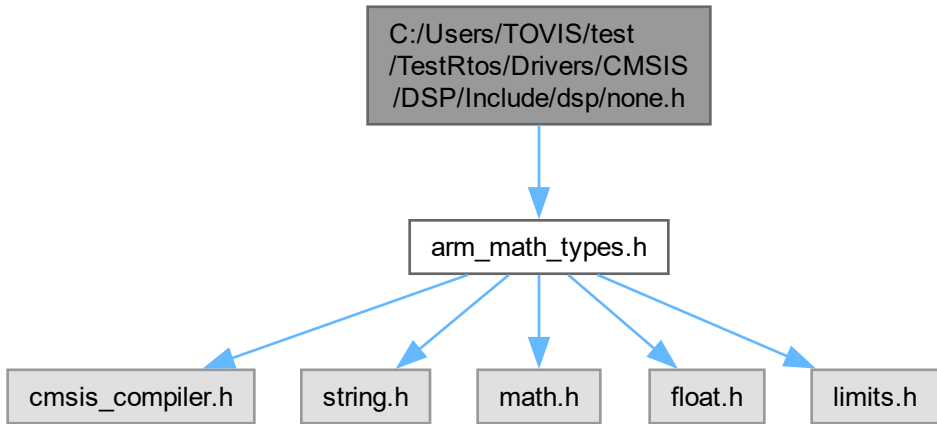 C:/Users/TOVIS/test
/TestRtos/Drivers/CMSIS
/DSP/Include/dsp/none.h
arm_math_types.h
cmsis_compiler.h
string.h
math.h
float.h
limits.h